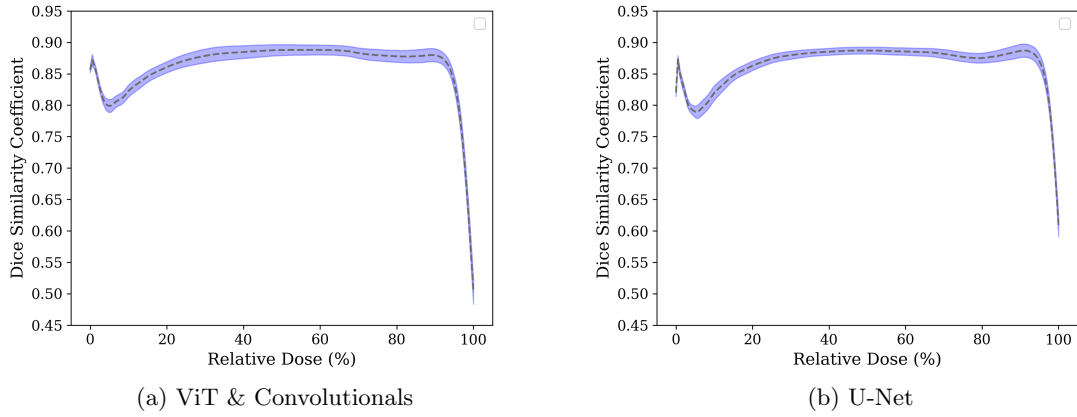 0.95
0.90
0.85
0.80
0.75
0.70
0.65
0.60
0.55
0.50
0.45
Dice Similarity Coefficient
0 20 40 60 80 100
Relative Dose (%)
(a) ViT & Convolutionals
0.95
0.90
0.85
0.80
0.75
0.70
0.65
0.60
0.55
0.50
0.45
Dice Similarity Coefficient
0 20 40 60 80 100
Relative Dose (%)
(b) U-Net